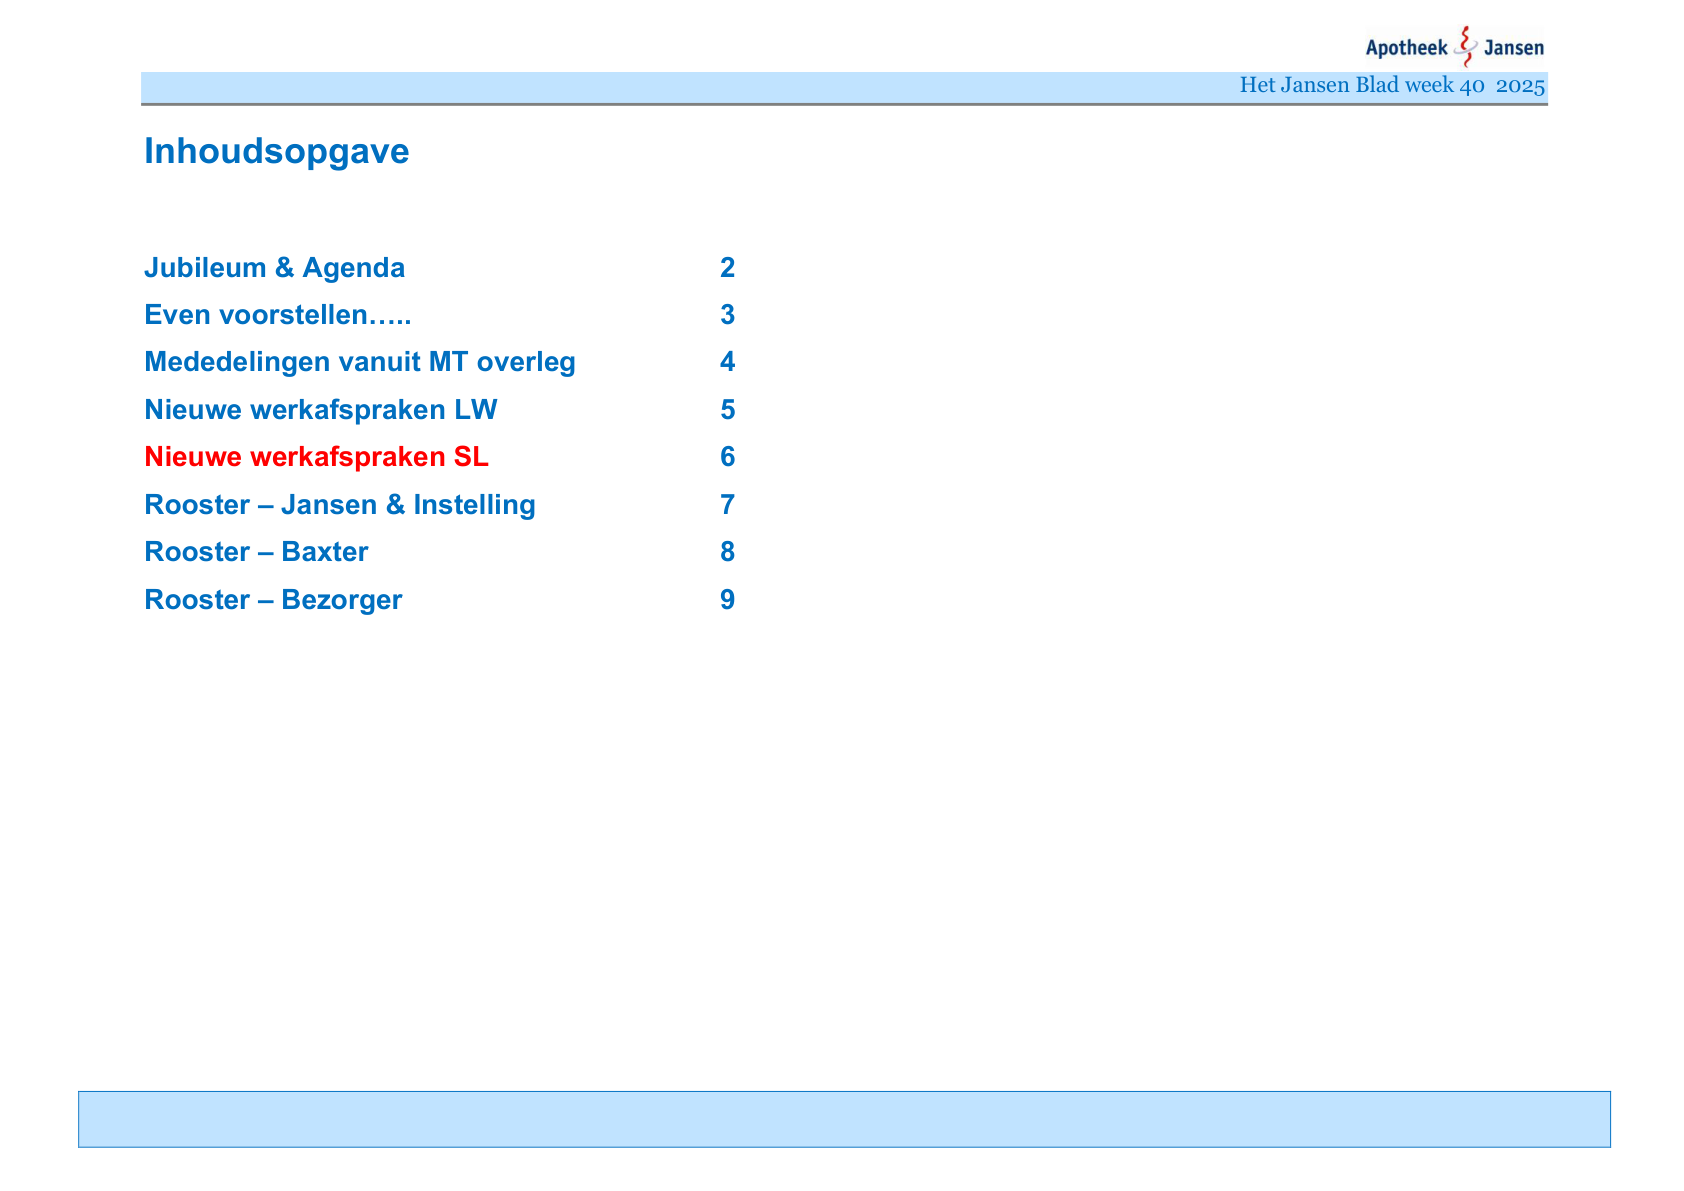 Apotheek Jansen
Het Jansen Blad week 40 2025
Inhoudsopgave
Jubileum & Agenda 2
Even voorstellen….. 3
Mededelingen vanuit MT overleg 4
Nieuwe werkafspraken LW 5
Nieuwe werkafspraken SL 6
Rooster – Jansen & Instelling 7
Rooster – Baxter 8
Rooster – Bezorger 9